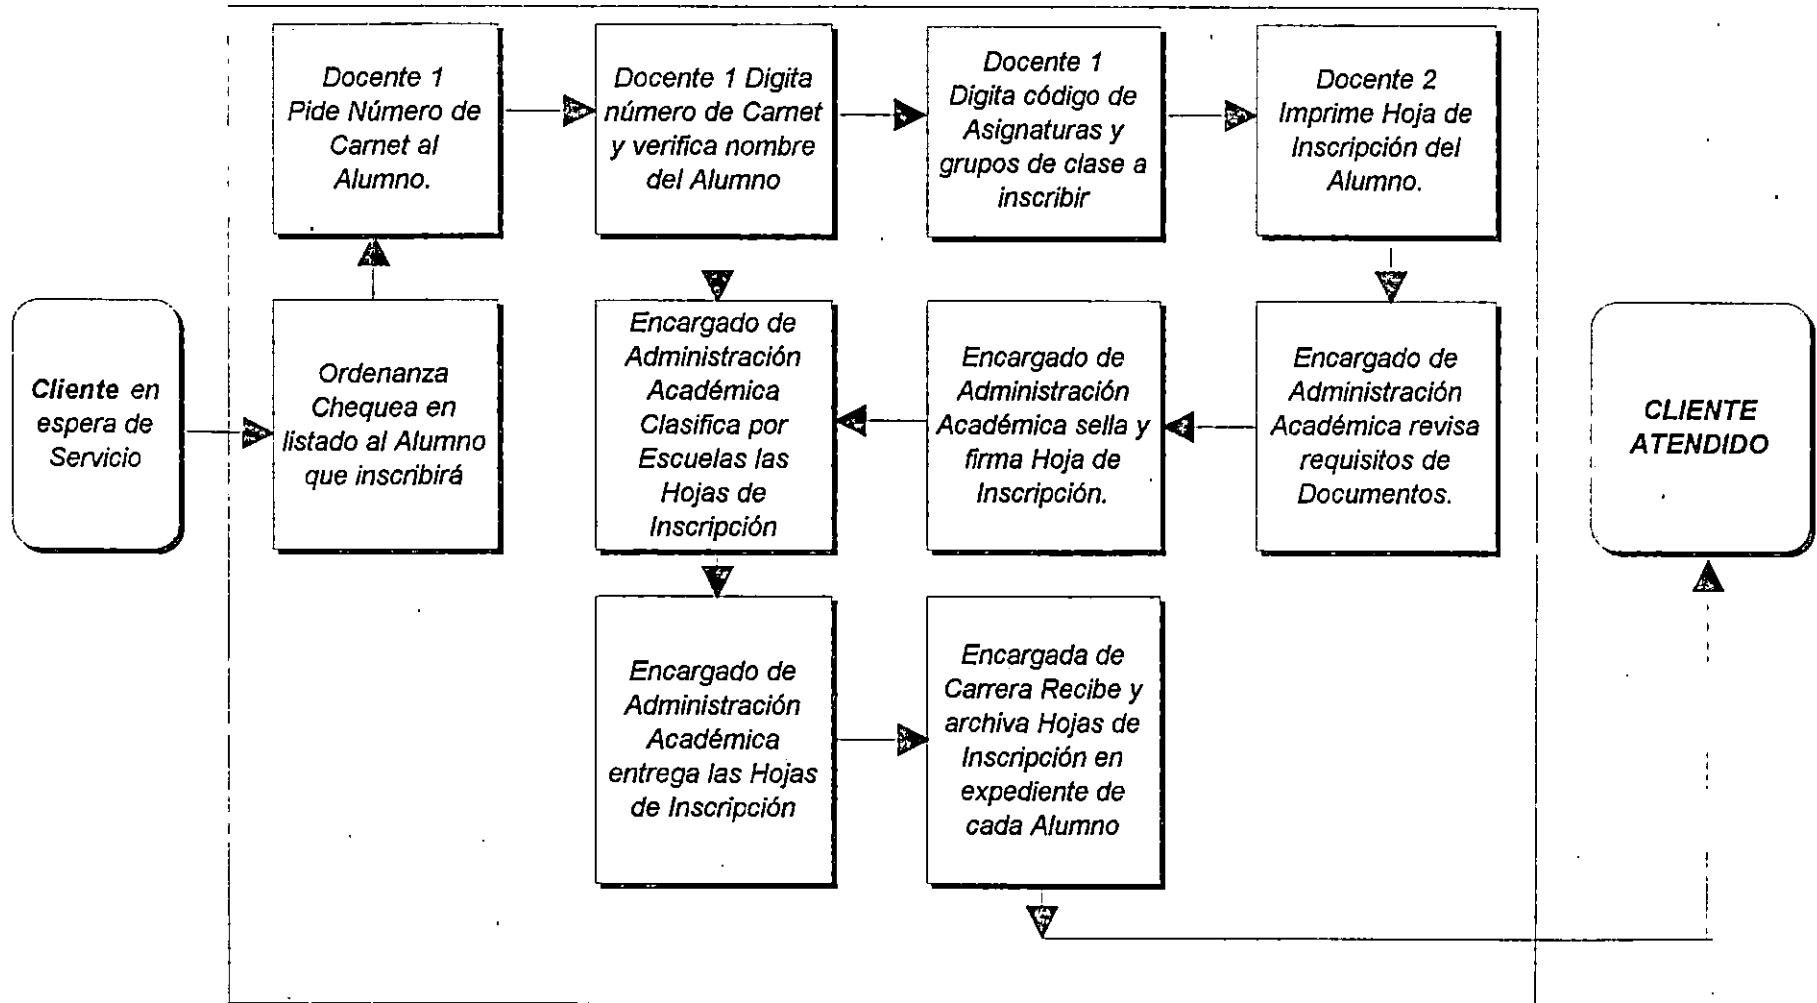 Docente 1
Pide Número de
Carnet al
Alumno.
Docente 1 Digita
número de Carnet
y verifica nombre
del Alumno
Docente 1
Digita código de
Asignaturas y
grupos de clase a
inscribir
Docente 2
Imprime Hoja de
Inscripción del
Alumno.
Cliente en
espera de
Servicio
Ordenanza
Chequea en
listado al Alumno
que inscribirá
Encargado de
Administración
Académica
Clasifica por
Escuelas las
Hojas de
Inscripción
Encargado de
Administración
Académica sella y
firma Hoja de
Inscripción.
Encargado de
Administración
Académica revisa
requisitos de
Documentos.
CLIENTE
ATENDIDO
Encargado de
Administración
Académica
entrega las Hojas
de Inscripción
Encargada de
Carrera Recibe y
archiva Hojas de
Inscripción en
expediente de
cada Alumno